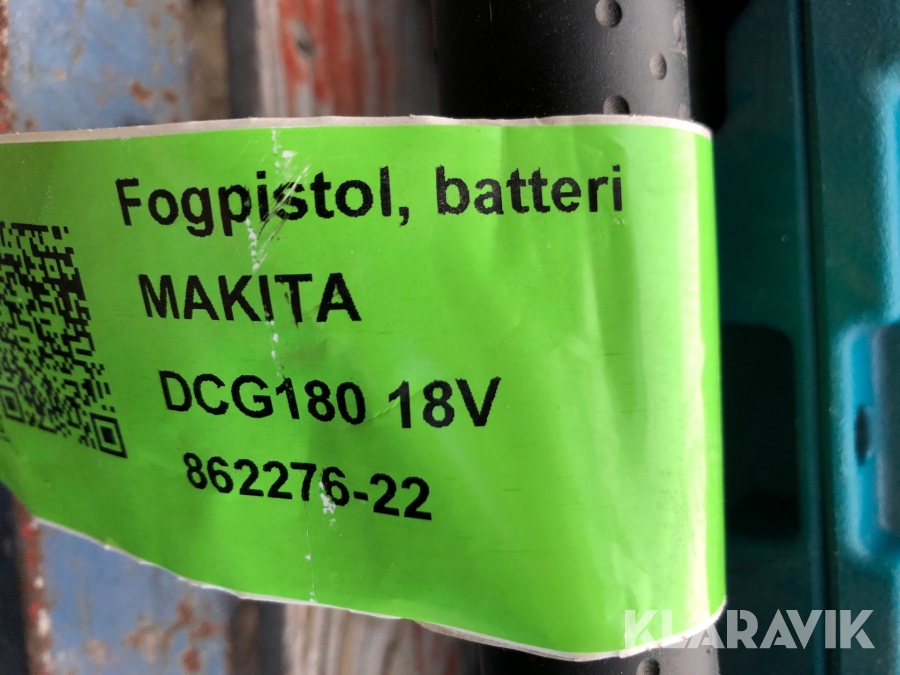 Fogpistol, batteri
MAKITA
DCG180 18V
862276-22
KLARAVIK